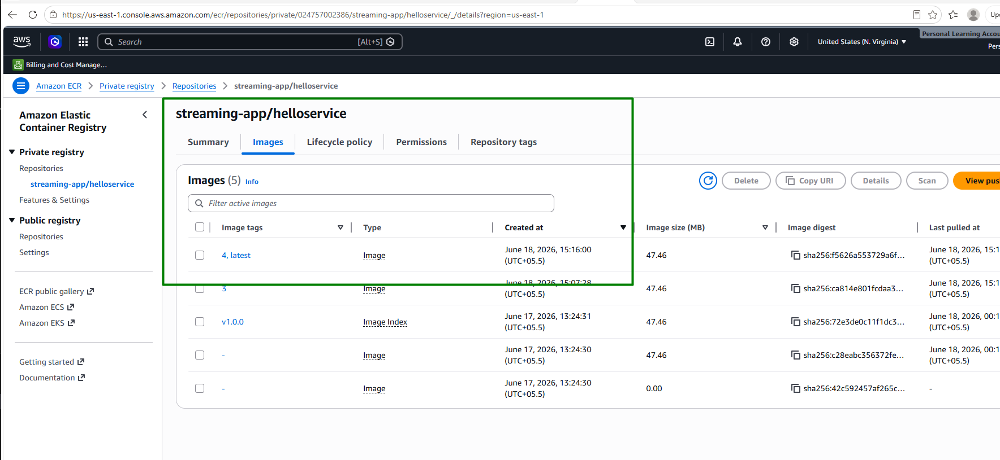 https://us-east-1.console.aws.amazon.com/ecr/repositories/private/024757002386/streaming-app/helloservice/_/details?region=us-east-1
aws
Search
[Alt+S]
United States (N. Virginia)
Personal Learning Accou
Pers
Billing and Cost Manage...
Amazon ECR
Private registry
Repositories
streaming-app/helloservice
Amazon Elastic
Container Registry
Private registry
Repositories
streaming-app/helloservice
Features & Settings
Public registry
Repositories
Settings
ECR public gallery
Amazon ECS
Amazon EKS
Getting started
Documentation
streaming-app/helloservice
Summary Images Lifecycle policy Permissions Repository tags
Images (5) Info
Delete Copy URI Details Scan View pus
Filter active images
Image tags Type Created at Image size (MB) Image digest Last pulled at
4, latest Image June 18, 2026, 15:16:00 (UTC+05.5) 47.46 sha256:f5626a553729a6f... June 18, 2026, 15:1 (UTC+05.5)
3 Image June 18, 2026, 15:07:28 (UTC+05.5) 47.46 sha256:ca814e801fcdaa3... June 18, 2026, 15:1 (UTC+05.5)
v1.0.0 Image Index June 17, 2026, 13:24:31 (UTC+05.5) 47.46 sha256:72e3de0c11f1dc3... June 18, 2026, 00:1 (UTC+05.5)
- Image June 17, 2026, 13:24:30 (UTC+05.5) 47.46 sha256:c28eabc356372fe... June 18, 2026, 00:1 (UTC+05.5)
- Image June 17, 2026, 13:24:30 (UTC+05.5) 0.00 sha256:42c592457af265c... -